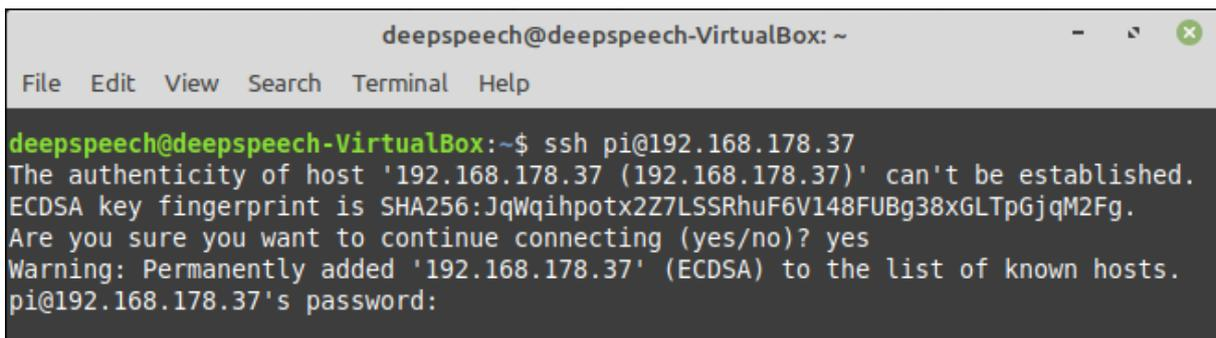 deepspeech@deepspeech-VirtualBox: ~
File Edit View Search Terminal Help
deepspeech@deepspeech-VirtualBox:~$ ssh pi@192.168.178.37
The authenticity of host '192.168.178.37 (192.168.178.37)' can't be established.
ECDSA key fingerprint is SHA256:JqWqihpotx2Z7LSSRhuF6V148FUBg38xGLTpGjqM2Fg.
Are you sure you want to continue connecting (yes/no)? yes
Warning: Permanently added '192.168.178.37' (ECDSA) to the list of known hosts.
pi@192.168.178.37's password: